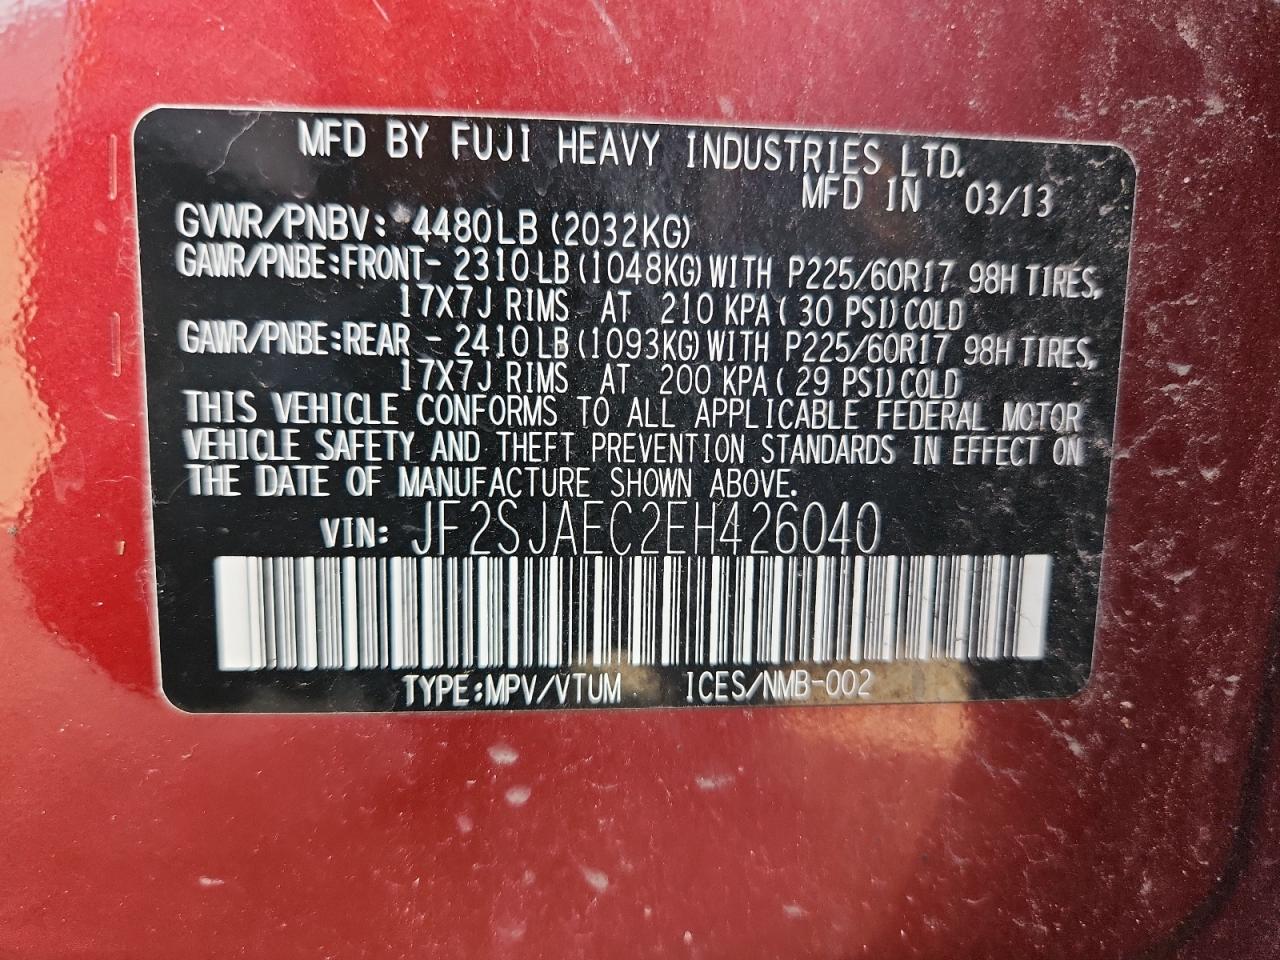 MFD BY FUJI HEAVY INDUSTRIES LTD.
MFD IN 03/13
GVWR/PNBV: 4480LB (2032KG)
GAWR/PNBE:FRONT- 2310LB (1048KG) WITH P225/60R17 98H TIRES,
17X7J RIMS AT 210 KPA ( 30 PSI) COLD
GAWR/PNBE:REAR - 2410LB (1093KG) WITH P225/60R17 98H TIRES,
17X7J RIMS AT 200 KPA ( 29 PSI) COLD
THIS VEHICLE CONFORMS TO ALL APPLICABLE FEDERAL MOTOR
VEHICLE SAFETY AND THEFT PREVENTION STANDARDS IN EFFECT ON
THE DATE OF MANUFACTURE SHOWN ABOVE.
VIN: JF2SJAEC2EH426040
TYPE:MPV/VTUM ICES/NMB-002